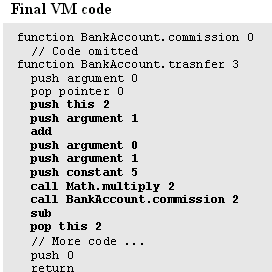 Final VM code
function BankAccount.commission 0
// Code omitted
function BankAccount.trasnfer 3
push argument 0
pop pointer 0
push this 2
push argument 1
add
push argument 0
push argument 1
push constant 5
call Math.multiply 2
call BankAccount.commission 2
sub
pop this 2
// More code ...
push 0
return